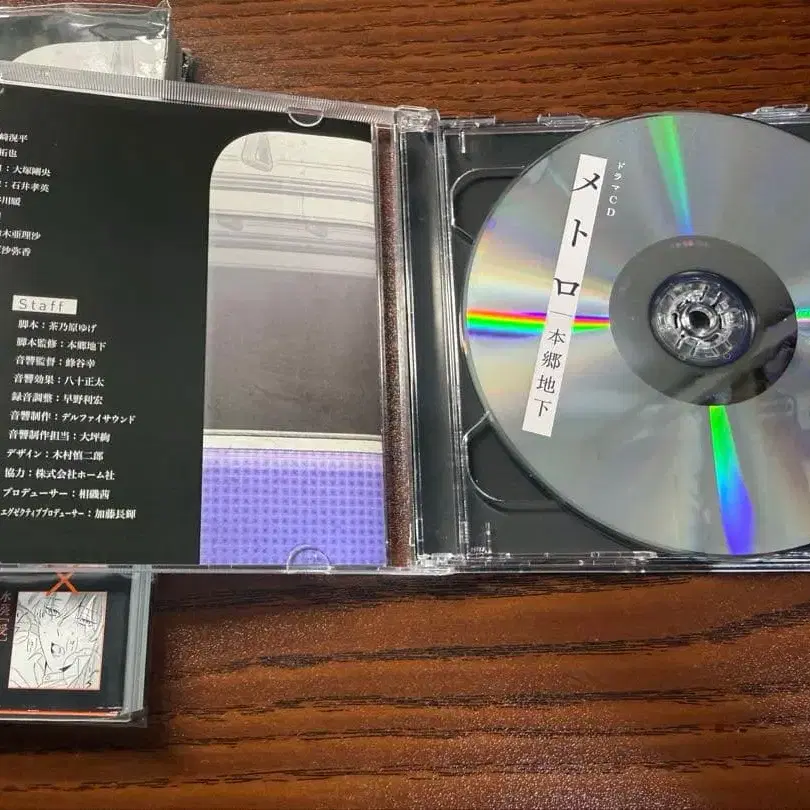 崎滉平
拓也
：大塚剛央
：石井孝英
川暖
木亜理沙
沙弥香
Staff
脚本：茶乃原ゆげ
脚本監修：本郷地下
音響監督：蜂谷幸
音響効果：八十正太
録音調整：早野利宏
音響制作：デルファイサウンド
音響制作担当：大坪絢
デザイン：木村慎二郎
協力：株式会社ホーム社
プロデューサー：相磯茜
エグゼクティブプロデューサー：加藤長輝
ドラマCD
メトロ
本郷地下
X